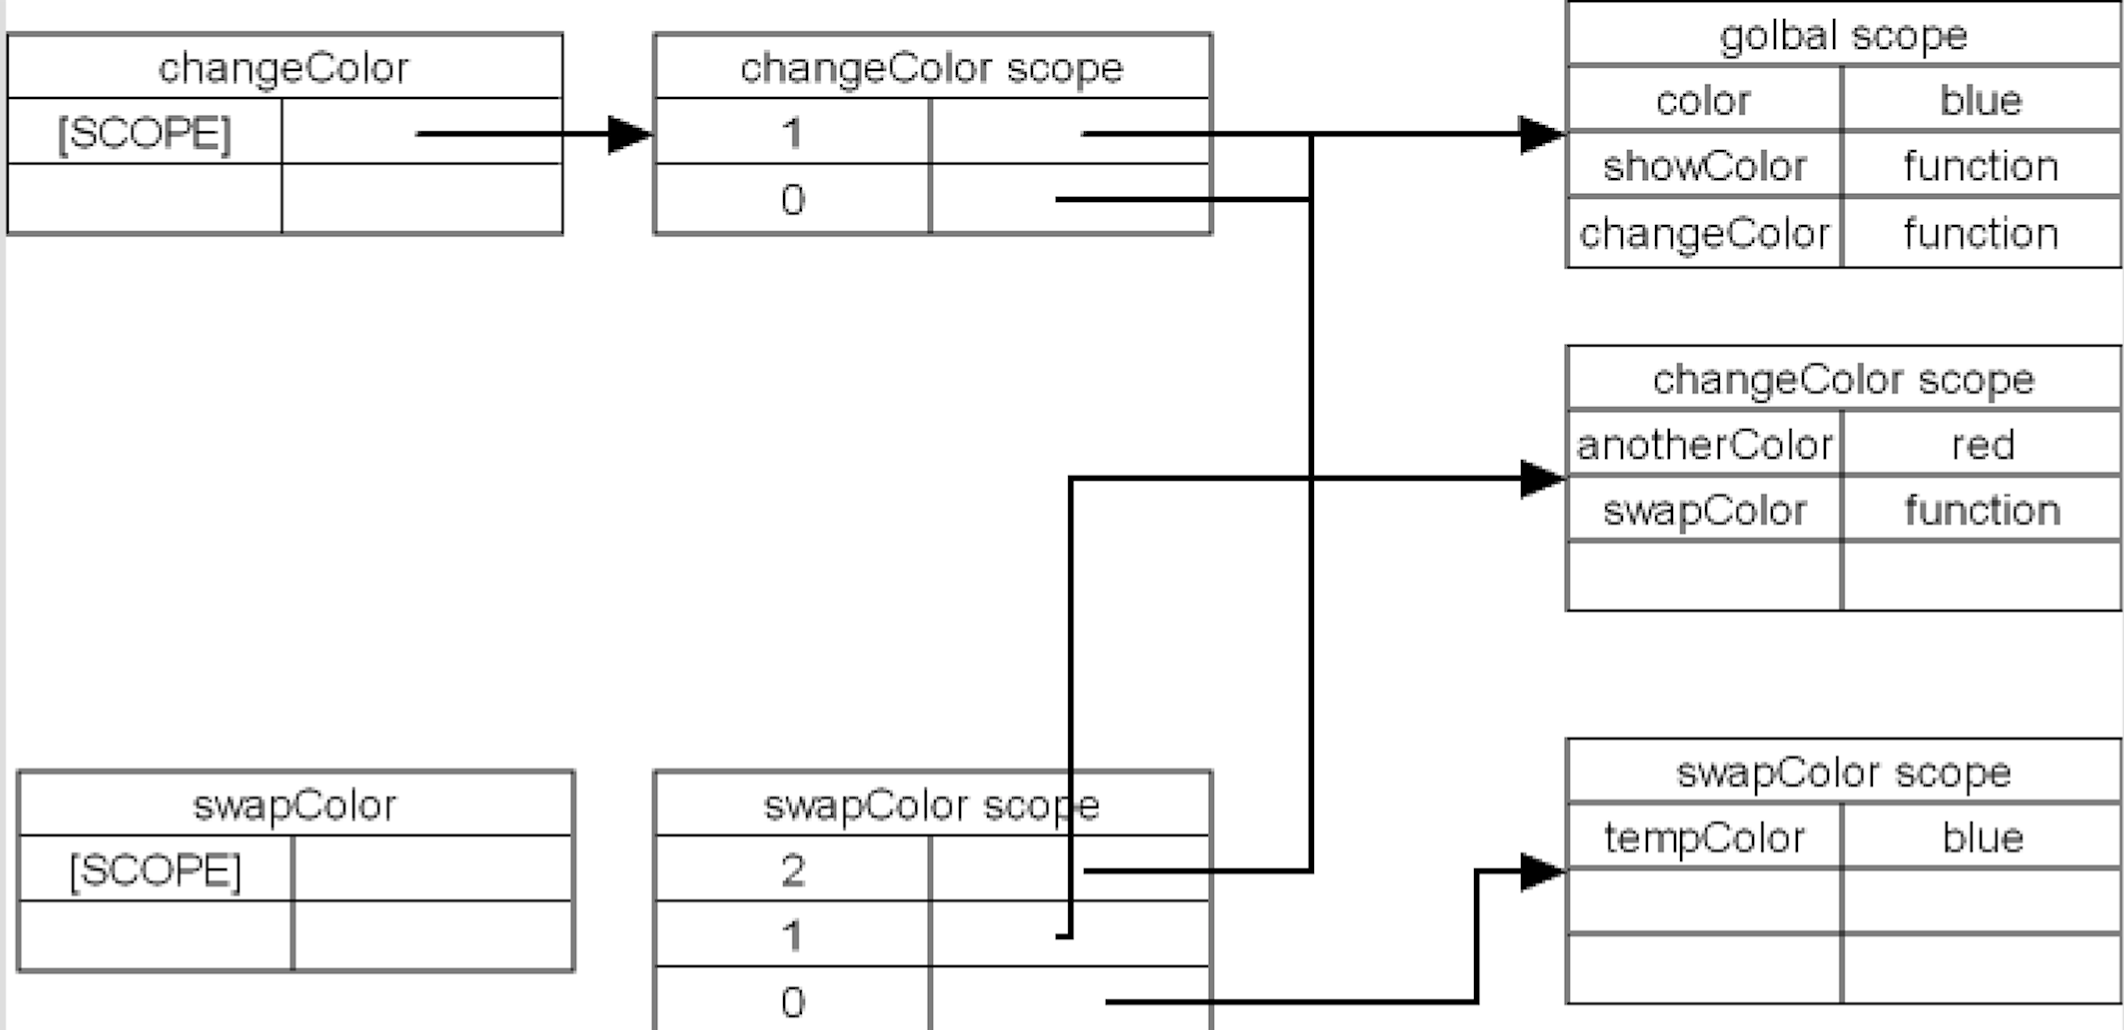 changeColor
[SCOPE]
changeColor scope
1
0
golbal scope
color blue
showColor function
changeColor function
changeColor scope
anotherColor red
swapColor function
swapColor
[SCOPE]
swapColor scope
2
1
0
swapColor scope
tempColor blue